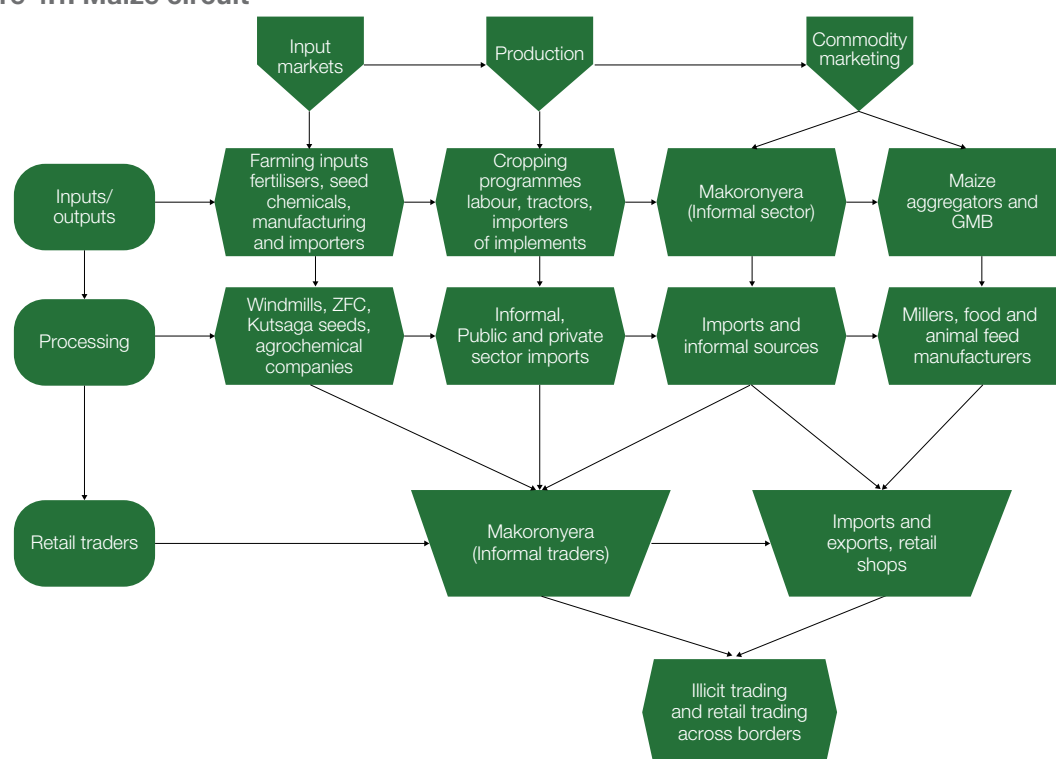 Maize circuit
Input
markets
Production
Commodity
marketing
Inputs/
outputs
Farming inputs
fertilisers, seed
chemicals,
manufacturing
and importers
Cropping
programmes
labour, tractors,
importers
of implements
Makoronyera
(Informal sector)
Maize
aggregators and
GMB
Processing
Windmills, ZFC,
Kutsaga seeds,
agrochemical
companies
Informal,
Public and private
sector imports
Imports and
informal sources
Millers, food and
animal feed
manufacturers
Retail traders
Makoronyera
(Informal traders)
Imports and
exports, retail
shops
Illicit trading
and retail trading
across borders